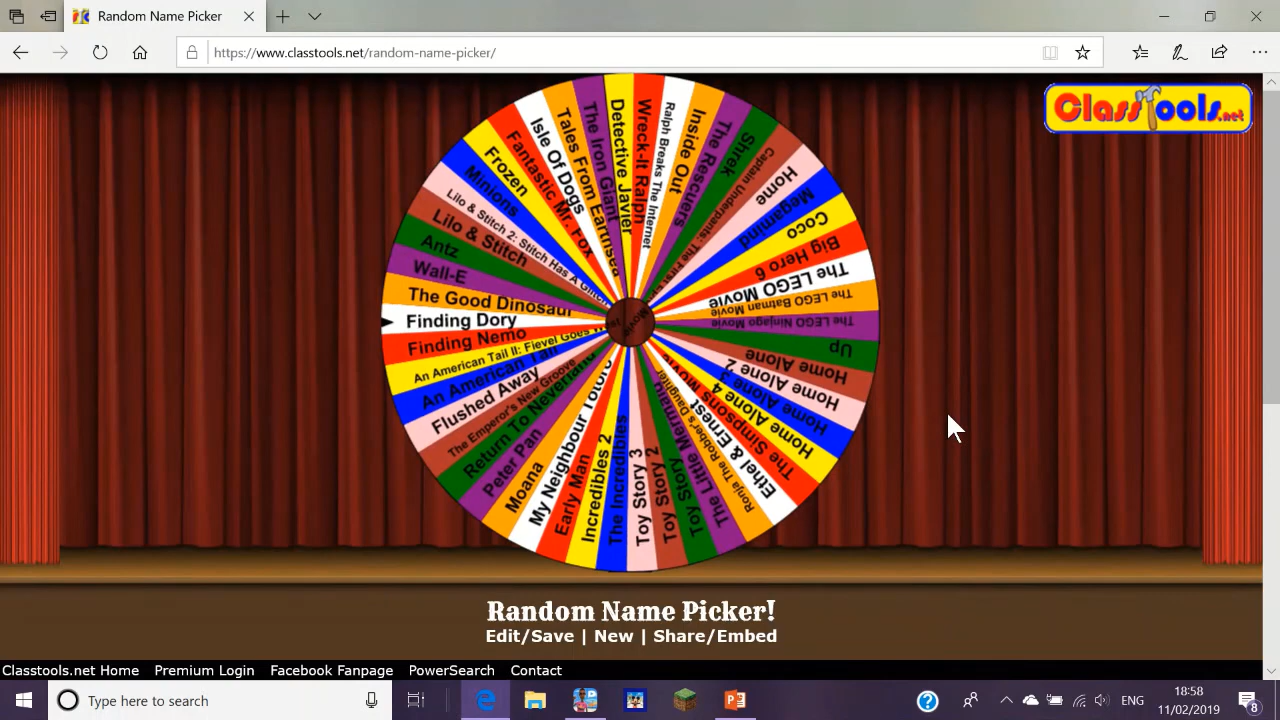 Random Name Picker
https://www.classtools.net/random-name-picker/
ClassTools.net
Detective Javier
Wreck-It Ralph
Ralph Breaks The Internet
Inside Out
The Rescuers
Shrek
Captain Underpants: The First
Home
Megamind
Coco
Big Hero 6
The LEGO Movie
The LEGO Batman Movie
The LEGO Ninjago Movie
Up
Home Alone
Home Alone 2
Home Alone 3
Home Alone 4
The Simpsons Movie
Ethel & Ernest
Ronja The Robber's Daughter
The Little Mermaid
Toy Story
Toy Story 2
Toy Story 3
The Incredibles
Incredibles 2
Early Man
My Neighbour Totoro
Moana
Peter Pan
Return To Neverland
The Emperor's New Groove
Flushed Away
An American Tail
An American Tail II: Fievel Goes W
Finding Nemo
Finding Dory
The Good Dinosaur
Wall-E
Antz
Lilo & Stitch
Lilo & Stitch 2: Stitch Has A Glitch
Minions
Frozen
Fantastic Mr. Fox
Isle Of Dogs
Tales From Earthsea
The Iron Giant
Random Name Picker!
Edit/Save | New | Share/Embed
Classtools.net Home Premium Login Facebook Fanpage PowerSearch Contact
Type here to search
ENG
18:58
11/02/2019
8